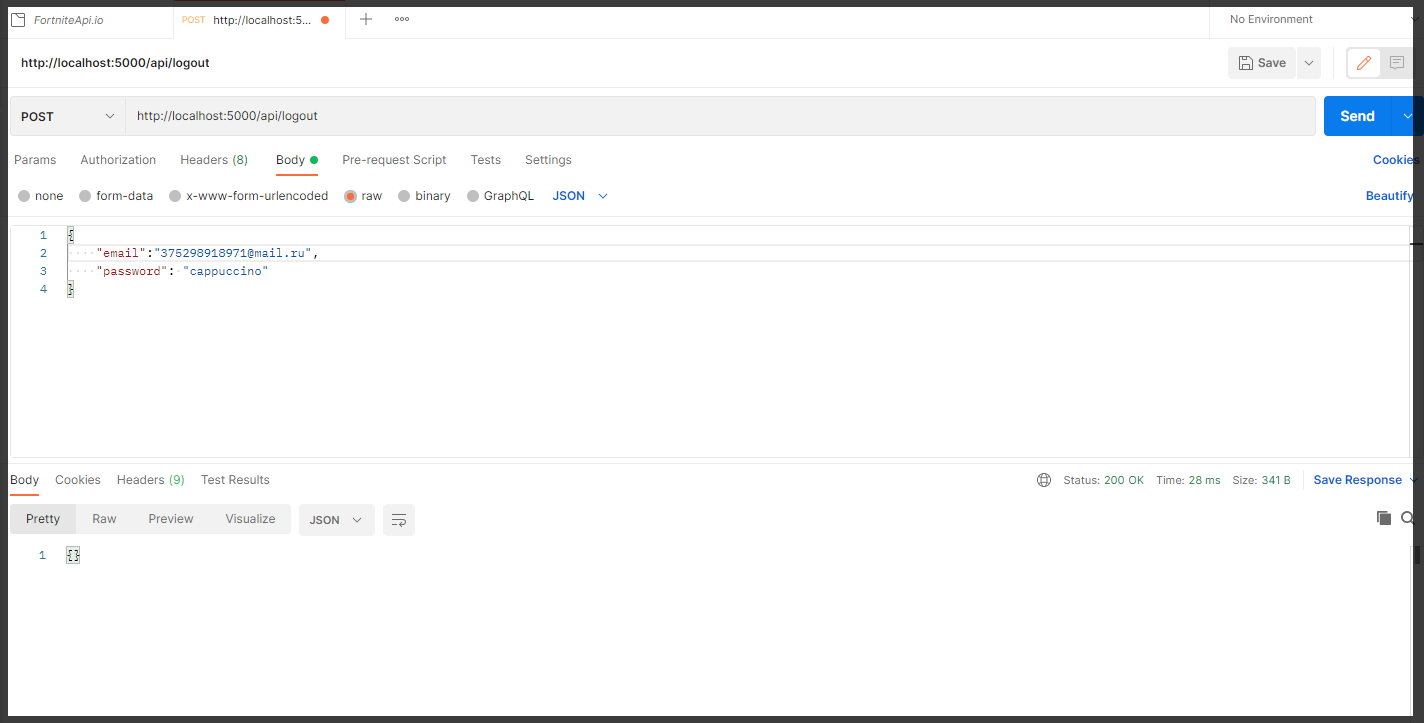 FortniteApi.io
POST http://localhost:5...
No Environment
http://localhost:5000/api/logout
Save
POST http://localhost:5000/api/logout
Send
Params Authorization Headers (8) Body Pre-request Script Tests Settings
Cookies
none form-data x-www-form-urlencoded raw binary GraphQL JSON
Beautify
1 {
2 "email":"375298918971@mail.ru",
3 "password": "cappuccino"
4 }
Body Cookies Headers (9) Test Results
Status: 200 OK Time: 28 ms Size: 341 B
Save Response
Pretty Raw Preview Visualize JSON
1 {}